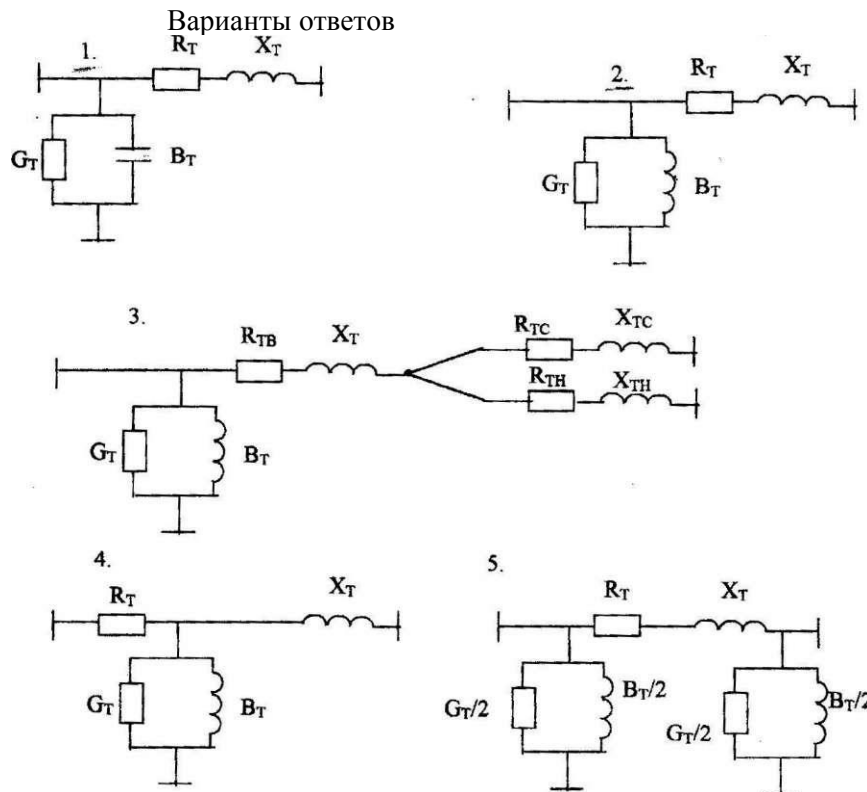 Варианты ответов
1.
R_T X_T
G_T B_T
2.
R_T X_T
G_T B_T
3.
R_TB X_T R_TC X_TC
R_TH X_TH
G_T B_T
4.
R_T X_T
G_T B_T
5.
R_T X_T
G_T/2 B_T/2 G_T/2 B_T/2